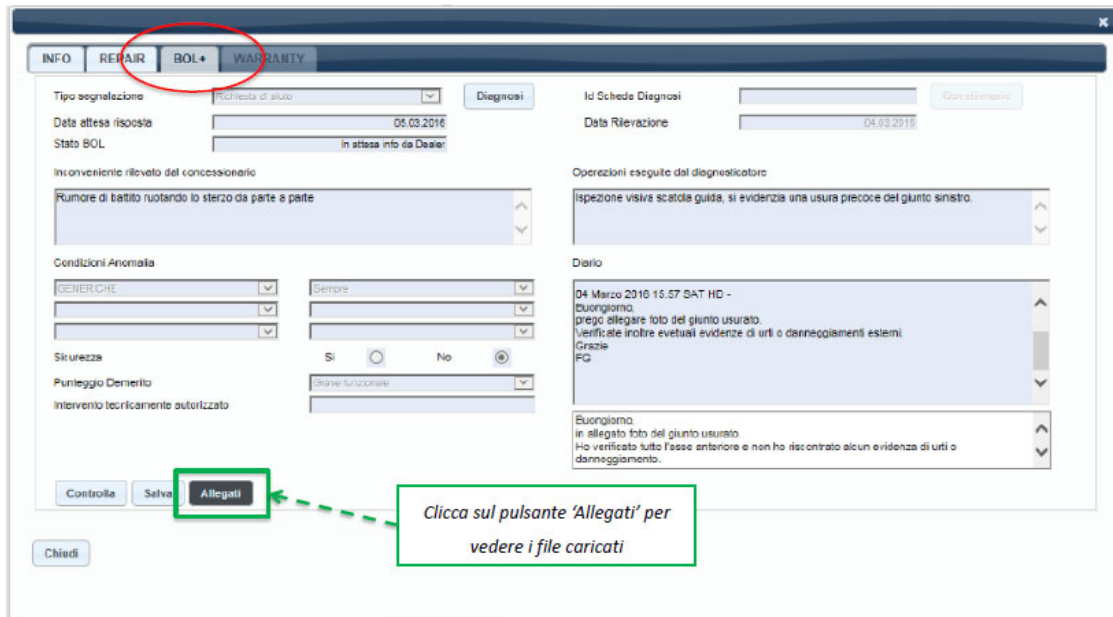 INFO REPAIR BOL+ WARRANTY
Tipo segnalazione Richiesta di aiuto Diagnosi Id Scheda Diagnosi Questionario
Data attesa risposta 05.03.2016 Data Rilevazione 04.03.2016
Stato BOL In attesa info da Dealer
Inconveniente rilevato dal concessionario Operazioni eseguite dal diagnosticatore
Rumore di battito ruotando lo sterzo da parte a parte Ispezione visiva scatola guida, si evidenzia una usura precoce del giunto sinistro.
Condizioni Anomalia Diario
GENERICHE Sempre
04 Marzo 2016 15.57 SAT HD -
Buongiorno,
prego allegare foto del giunto usurato.
Verificate inoltre evetuali evidenze di urti o danneggiamenti esterni.
Grazie
FG
Sicurezza Si No
Punteggio Demerito Grave funzionale
Intervento tecnicamente autorizzato
Buongiorno,
in allegato foto del giunto usurato.
Ho verificato tutto l'asse anteriore e non ho riscontrato alcun evidenza di urti o
danneggiamento.
Controlla Salva Allegati
Clicca sul pulsante ‘Allegati’ per
vedere i file caricati
Chiudi